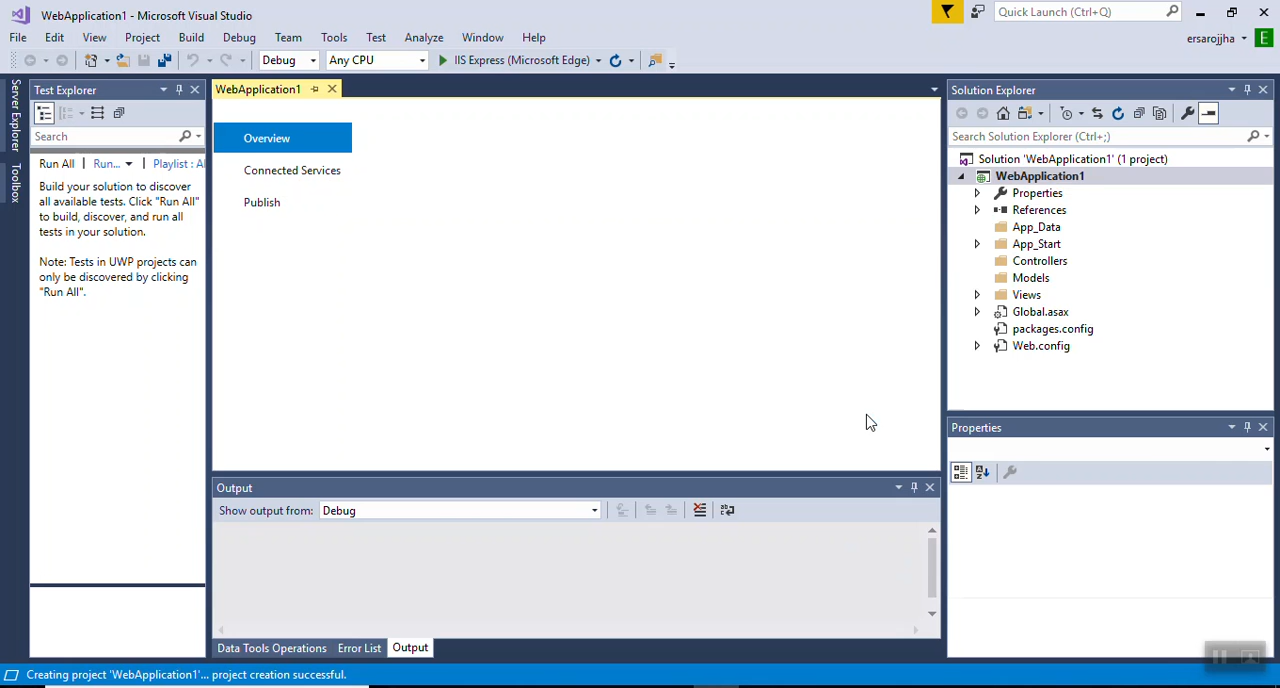 WebApplication1 - Microsoft Visual Studio
Quick Launch (Ctrl+Q)
File Edit View Project Build Debug Team Tools Test Analyze Window Help
ersarojjha E
Debug Any CPU IIS Express (Microsoft Edge)
Server Explorer
Toolbox
Test Explorer
Search
Run All Run... Playlist : Al
Build your solution to discover
all available tests. Click "Run All"
to build, discover, and run all
tests in your solution.
Note: Tests in UWP projects can
only be discovered by clicking
"Run All".
WebApplication1
Overview
Connected Services
Publish
Output
Show output from: Debug
Data Tools Operations Error List Output
Solution Explorer
Search Solution Explorer (Ctrl+;)
Solution 'WebApplication1' (1 project)
WebApplication1
Properties
References
App_Data
App_Start
Controllers
Models
Views
Global.asax
packages.config
Web.config
Properties
Creating project 'WebApplication1'... project creation successful.